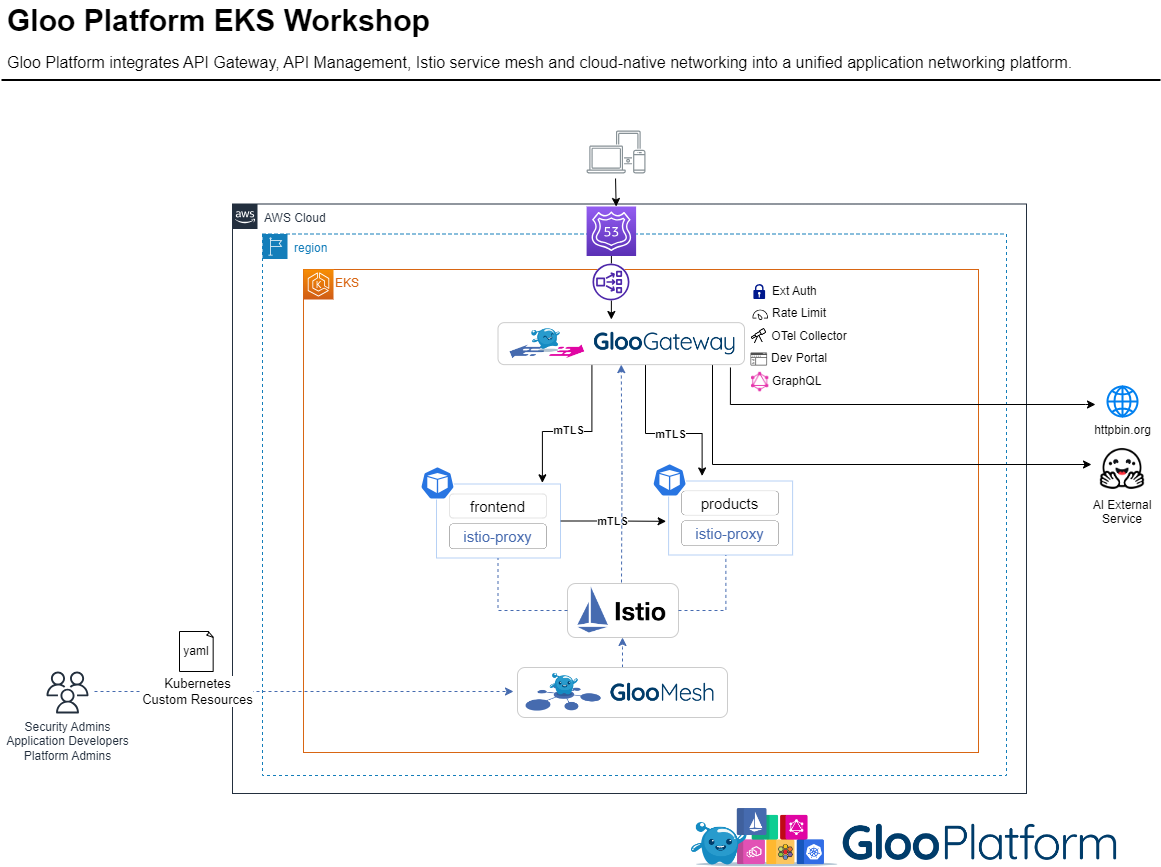 Gloo Platform EKS Workshop
Gloo Platform integrates API Gateway, API Management, Istio service mesh and cloud-native networking into a unified application networking platform.
aws
AWS Cloud
53
region
EKS
K
GlooGateway
Ext Auth
Rate Limit
OTel Collector
Dev Portal
GraphQL
httpbin.org
mTLS
mTLS
AI External
Service
frontend
istio-proxy
mTLS
products
istio-proxy
Istio
yaml
Kubernetes
Custom Resources
GlooMesh
Security Admins
Application Developers
Platform Admins
GlooPlatform